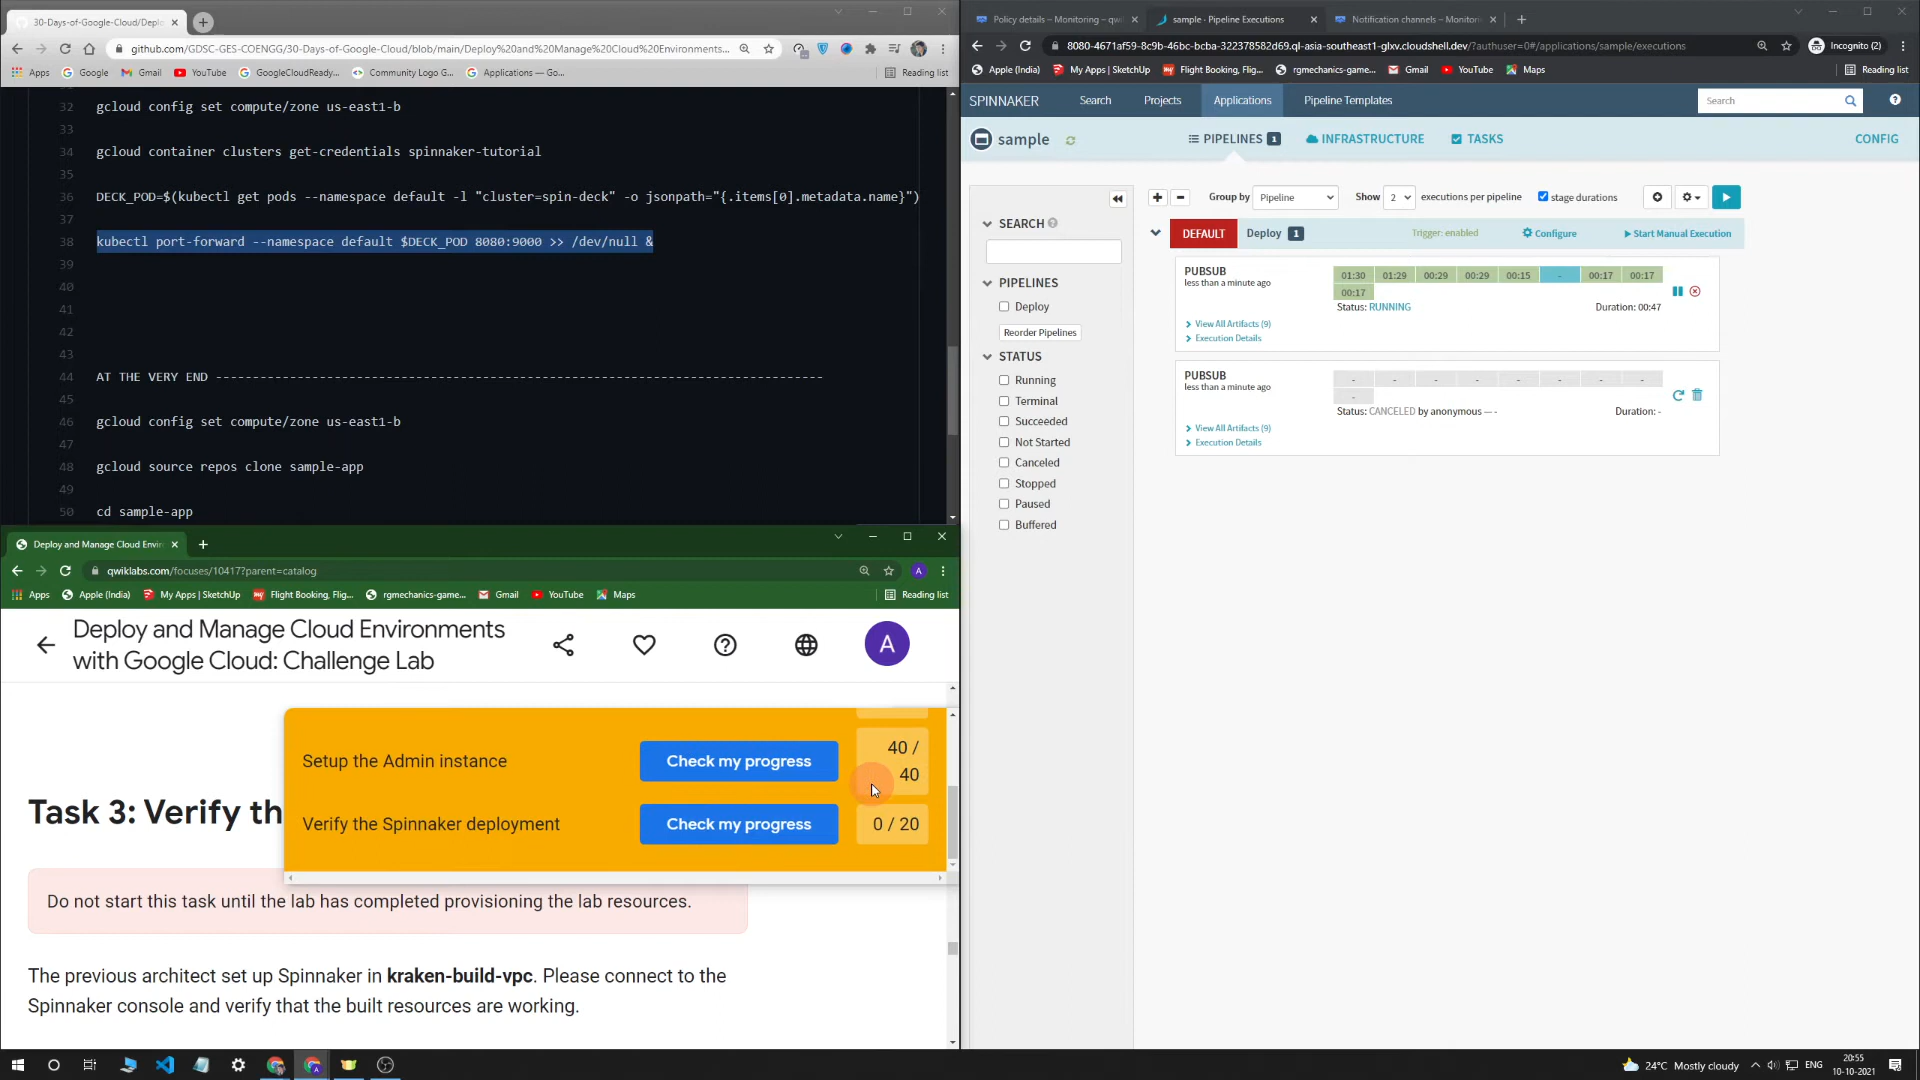 30-Days-of-Google-Cloud/Deplo
github.com/GDSC-GES-COENGG/30-Days-of-Google-Cloud/blob/main/Deploy%20and%20Manage%20Cloud%20Environments...
Apps Google Gmail YouTube GoogleCloudReady... Community Logo G... Applications — Go... Reading list
32 gcloud config set compute/zone us-east1-b
33
34 gcloud container clusters get-credentials spinnaker-tutorial
35
36 DECK_POD=$(kubectl get pods --namespace default -l "cluster=spin-deck" -o jsonpath="{.items[0].metadata.name}")
37
38 kubectl port-forward --namespace default $DECK_POD 8080:9000 >> /dev/null &
39
40
41
42
43
44 AT THE VERY END ----------------------------------------------------------------------------------
45
46 gcloud config set compute/zone us-east1-b
47
48 gcloud source repos clone sample-app
49
50 cd sample-app
Deploy and Manage Cloud Envir
qwiklabs.com/focuses/10417?parent=catalog
A
Apps Apple (India) My Apps | SketchUp Flight Booking, Flig... rgmechanics-game... Gmail YouTube Maps Reading list
Deploy and Manage Cloud Environments
with Google Cloud: Challenge Lab
A
Setup the Admin instance
Check my progress
40 /
40
Verify the Spinnaker deployment
Check my progress
0 / 20
Task 3: Verify th
Do not start this task until the lab has completed provisioning the lab resources.
The previous architect set up Spinnaker in kraken-build-vpc. Please connect to the
Spinnaker console and verify that the built resources are working.
Policy details – Monitoring – qw
sample · Pipeline Executions
Notification channels – Monitori
8080-4671af59-8c9b-46bc-bcba-322378582d69.ql-asia-southeast1-glxv.cloudshell.dev/?authuser=0#/applications/sample/executions
Incognito (2)
Apple (India) My Apps | SketchUp Flight Booking, Flig... rgmechanics-game... Gmail YouTube Maps Reading list
SPINNAKER Search Projects Applications Pipeline Templates Search
sample PIPELINES 1 INFRASTRUCTURE TASKS CONFIG
Group by Pipeline Show 2 executions per pipeline stage durations
SEARCH
PIPELINES
Deploy
Reorder Pipelines
STATUS
Running
Terminal
Succeeded
Not Started
Canceled
Stopped
Paused
Buffered
DEFAULT Deploy 1 Trigger: enabled Configure Start Manual Execution
PUBSUB
less than a minute ago
01:30 01:29 00:29 00:29 00:15 - 00:17 00:17
00:17
Status: RUNNING Duration: 00:47
View All Artifacts (9)
Execution Details
PUBSUB
less than a minute ago
- - - - - - - -
-
Status: CANCELED by anonymous — - Duration: -
View All Artifacts (9)
Execution Details
24°C Mostly cloudy
ENG
20:55
10-10-2021